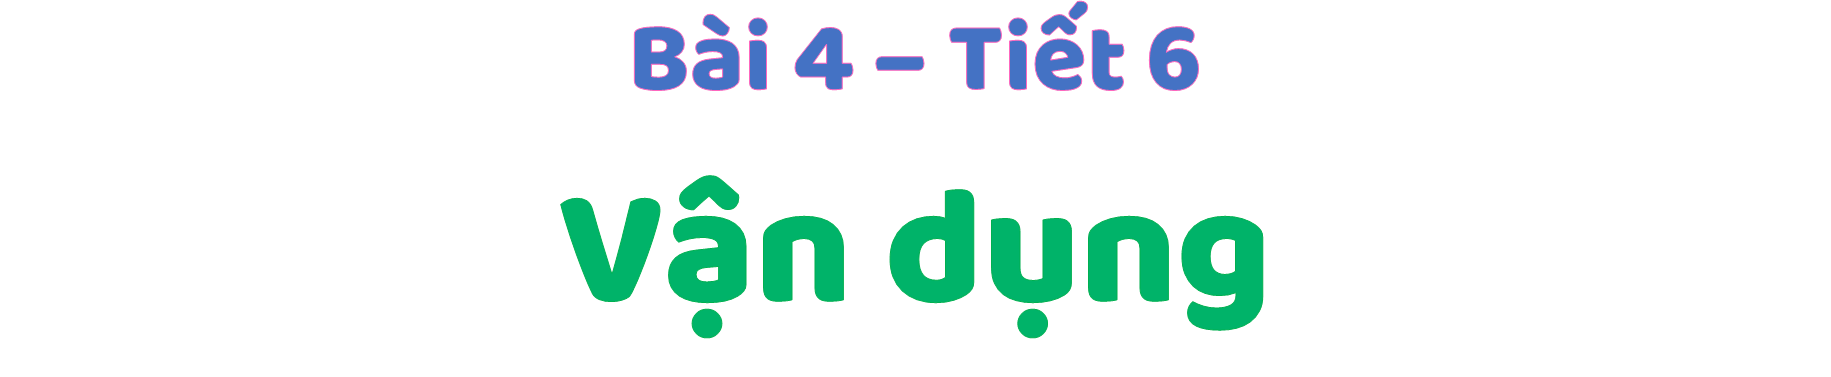 Bài 4 – Tiết 6
Vận dụng